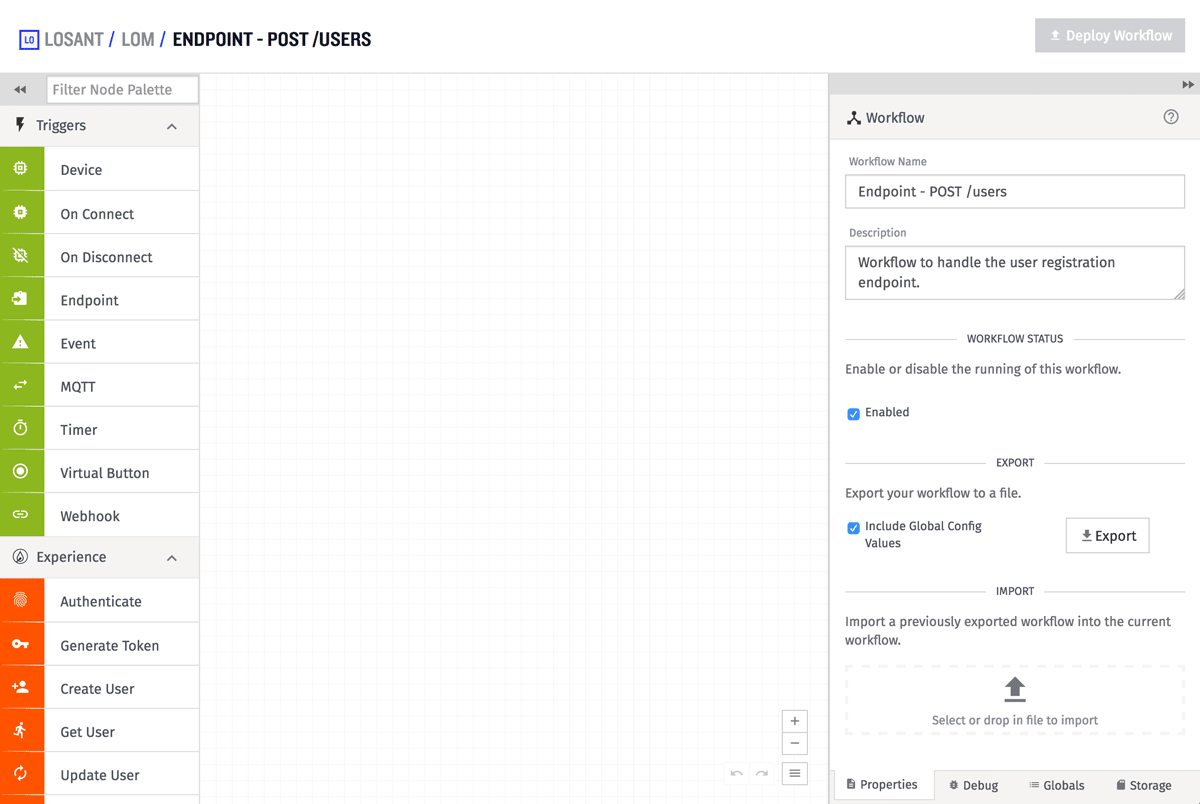 LO LOSANT / LOM / ENDPOINT - POST /USERS
Deploy Workflow
Filter Node Palette
Triggers
Device
On Connect
On Disconnect
Endpoint
Event
MQTT
Timer
Virtual Button
Webhook
Experience
Authenticate
Generate Token
Create User
Get User
Update User
Workflow
Workflow Name
Endpoint - POST /users
Description
Workflow to handle the user registration
endpoint.
WORKFLOW STATUS
Enable or disable the running of this workflow.
Enabled
EXPORT
Export your workflow to a file.
Include Global Config
Values
Export
IMPORT
Import a previously exported workflow into the current
workflow.
Select or drop in file to import
Properties
Debug
Globals
Storage